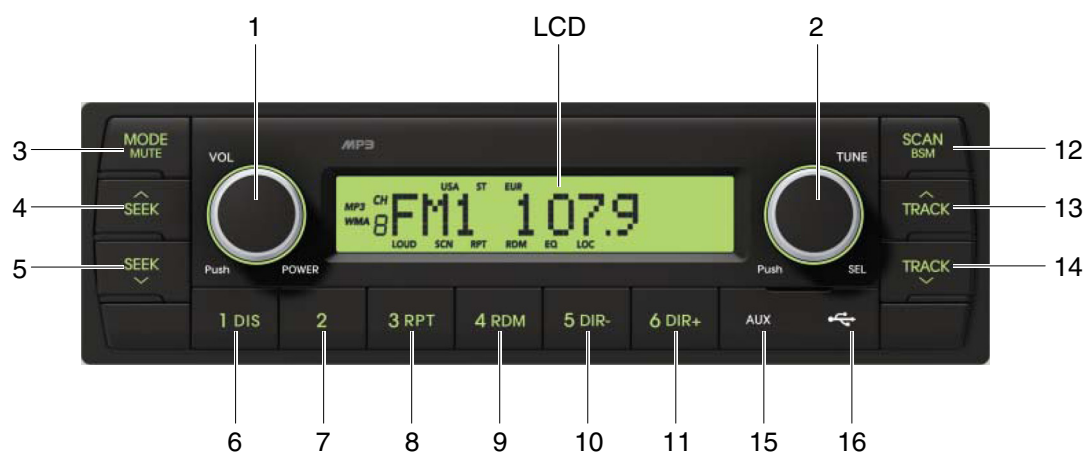 1 LCD 2
3 MODE MUTE
VOL
MP3
TUNE
SCAN BSM 12
4 SEEK
USA ST EUR
MP3 CH
WMA 8 FM1 107.9
LOUD SCN RPT RDM EQ LOC
TRACK 13
5 SEEK
Push POWER
Push SEL
TRACK 14
1 DIS 2 3 RPT 4 RDM 5 DIR- 6 DIR+ AUX
6 7 8 9 10 11 15 16